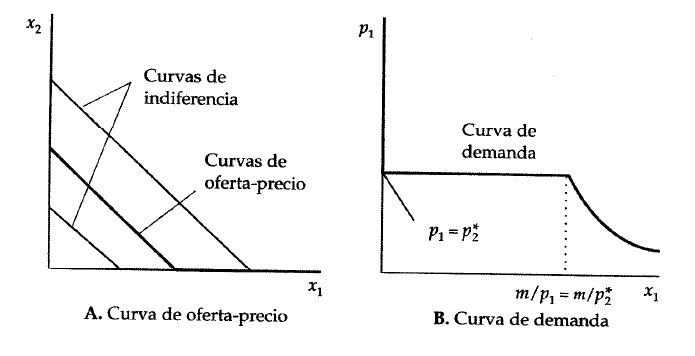 x₂
Curvas de
indiferencia
Curvas de
oferta-precio
x₁
A. Curva de oferta-precio
p₁
Curva de
demanda
p₁ = p₂*
m/p₁ = m/p₂*
x₁
B. Curva de demanda